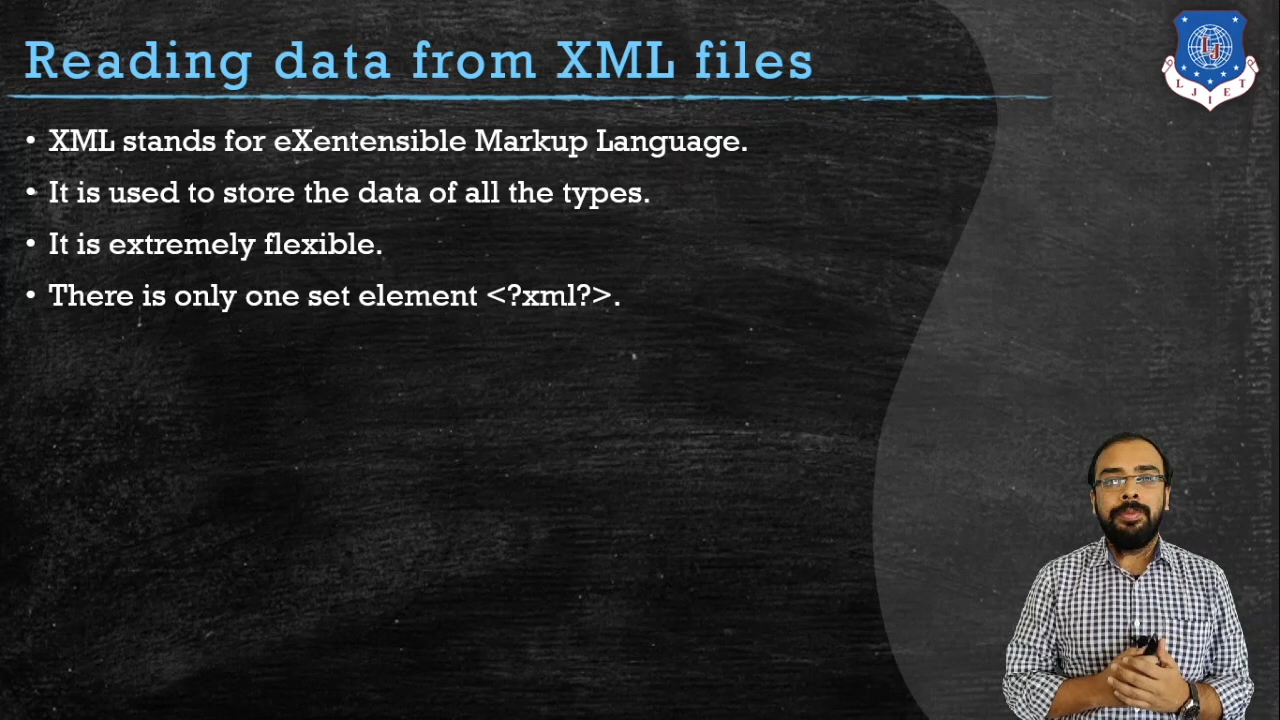 Reading data from XML files
LJIET
• XML stands for eXentensible Markup Language.
• It is used to store the data of all the types.
• It is extremely flexible.
• There is only one set element <?xml?>.